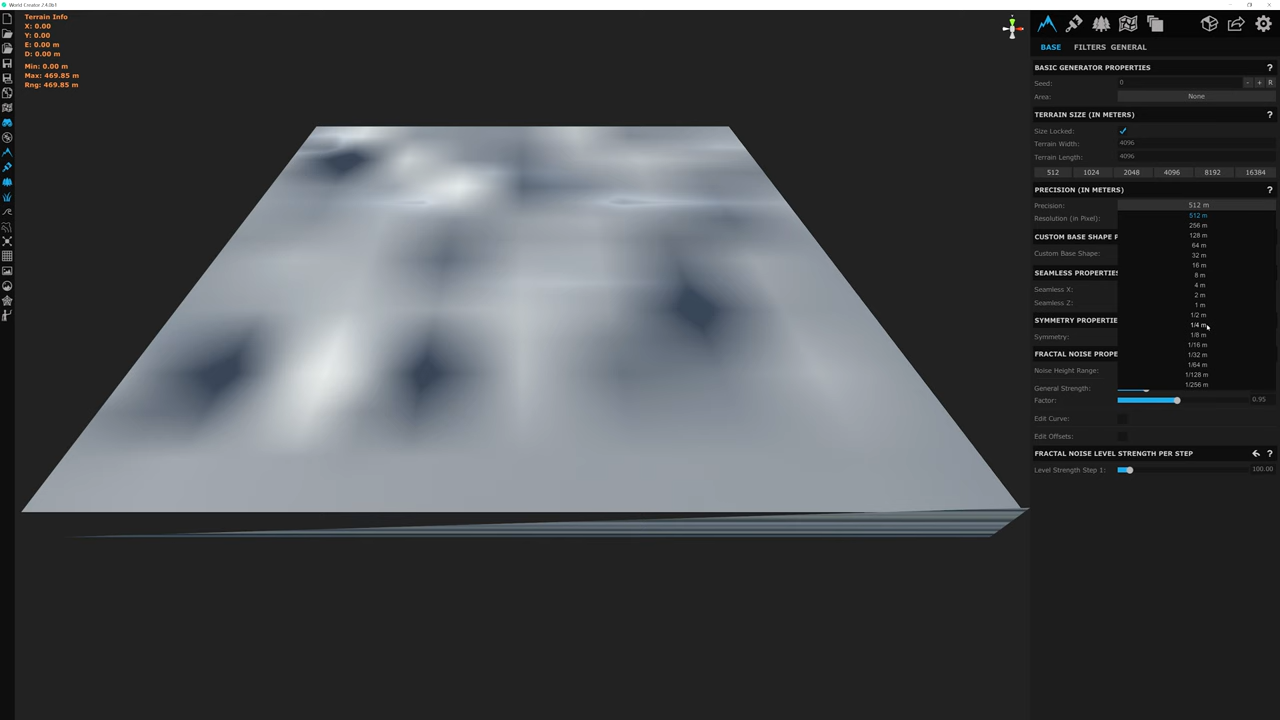 World Creator 2.4.0b1
Terrain Info
X: 0.00
Y: 0.00
E: 0.00 m
D: 0.00 m
Min: 0.00 m
Max: 469.85 m
Rng: 469.85 m
BASE FILTERS GENERAL
BASIC GENERATOR PROPERTIES ?
Seed: 0 - + R
Area: None
TERRAIN SIZE (IN METERS) ?
Size Locked:
Terrain Width: 4096
Terrain Length: 4096
512 1024 2048 4096 8192 16384
PRECISION (IN METERS) ?
Precision: 512 m
512 m
Resolution (in Pixel):
256 m
128 m
CUSTOM BASE SHAPE P
64 m
Custom Base Shape:
32 m
16 m
SEAMLESS PROPERTIES
8 m
4 m
Seamless X:
2 m
Seamless Z:
1 m
1/2 m
SYMMETRY PROPERTIE
1/4 m
1/8 m
Symmetry:
1/16 m
FRACTAL NOISE PROPE
1/32 m
1/64 m
Noise Height Range:
1/128 m
1/256 m
General Strength:
Factor: 0.95
Edit Curve:
Edit Offsets:
FRACTAL NOISE LEVEL STRENGTH PER STEP ?
Level Strength Step 1: 100.00